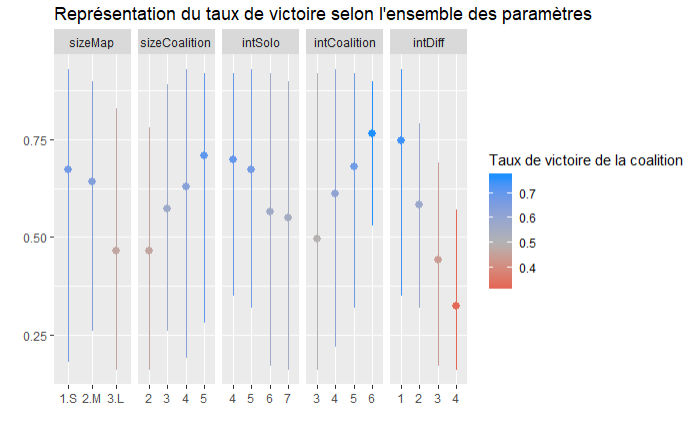 Représentation du taux de victoire selon l'ensemble des paramètres
sizeMap sizeCoalition intSolo intCoalition intDiff
0.75
0.50
0.25
1.S 2.M 3.L 2 3 4 5 4 5 6 7 3 4 5 6 1 2 3 4
Taux de victoire de la coalition
0.7
0.6
0.5
0.4